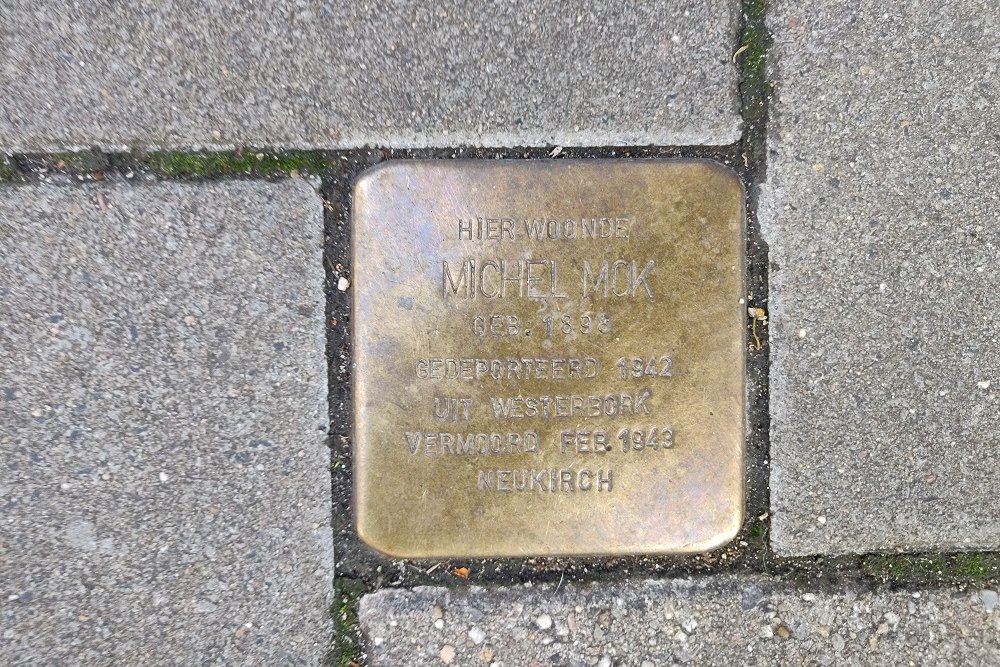 HIER WOONDE
MICHEL MOK
GEB. 1898
GEDEPORTEERD 1942
UIT WESTERBORK
VERMOORD FEB. 1943
NEUKIRCH